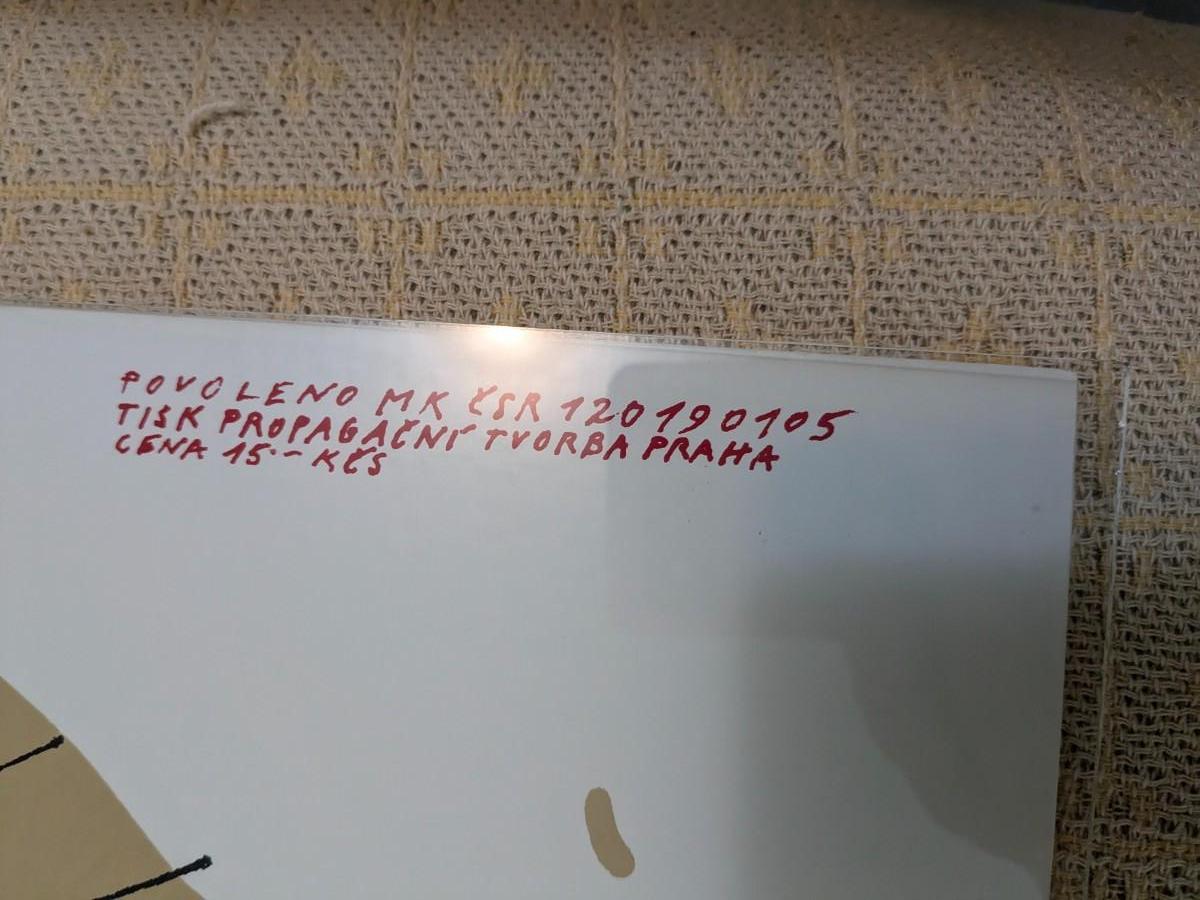 POVOLENO MK ČSR 120190105
TISK PROPAGAČNÍ TVORBA PRAHA
CENA 15·– KČS